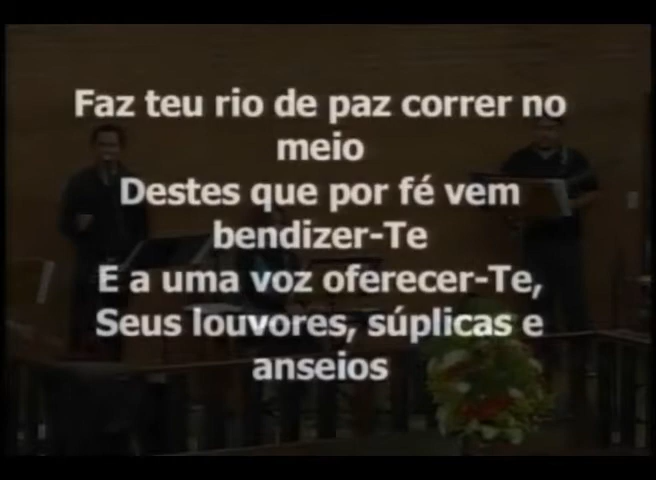 Faz teu rio de paz correr no
meio
Destes que por fé vem
bendizer-Te
E a uma voz oferecer-Te,
Seus louvores, súplicas e
anseios